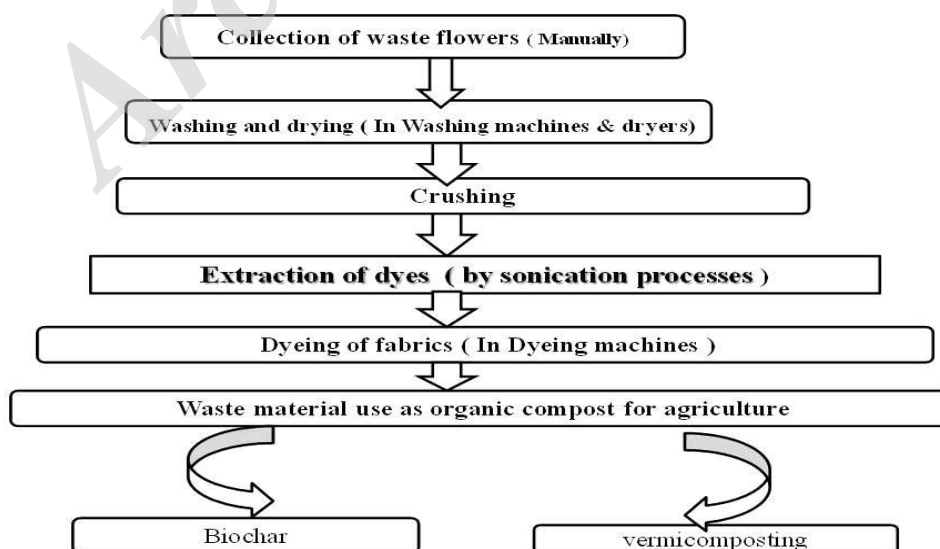 Collection of waste flowers ( Manually)
Washing and drying ( In Washing machines & dryers)
Crushing
Extraction of dyes ( by sonication processes )
Dyeing of fabrics ( In Dyeing machines )
Waste material use as organic compost for agriculture
Biochar
vermicomposting